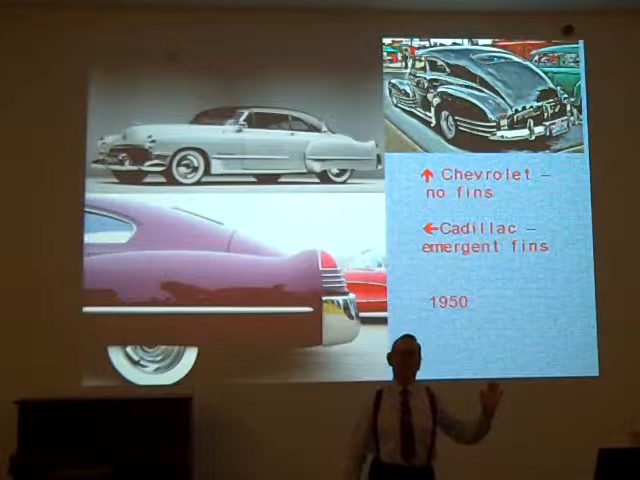 ↑ Chevrolet –
no fins
←Cadillac –
emergent fins
1950